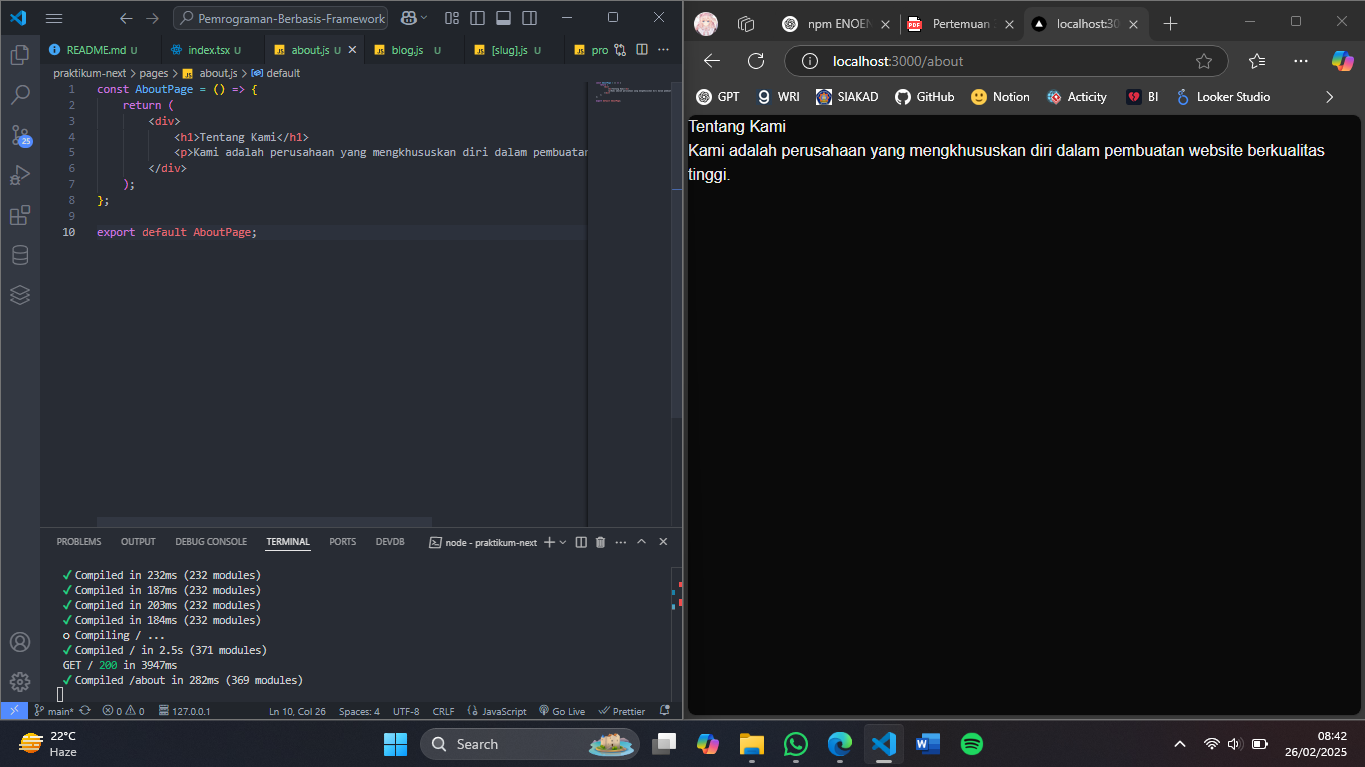 Pemrograman-Berbasis-Framework
README.md U
index.tsx U
about.js U
blog.js U
[slug].js U
pro
praktikum-next > pages > about.js > default
1 const AboutPage = () => {
2 return (
3 <div>
4 <h1>Tentang Kami</h1>
5 <p>Kami adalah perusahaan yang mengkhususkan diri dalam pembuatan
6 </div>
7 );
8 };
9
10 export default AboutPage;
25
PROBLEMS OUTPUT DEBUG CONSOLE TERMINAL PORTS DEVDB
node - praktikum-next
Compiled in 232ms (232 modules)
Compiled in 187ms (232 modules)
Compiled in 203ms (232 modules)
Compiled in 184ms (232 modules)
○ Compiling / ...
Compiled / in 2.5s (371 modules)
GET / 200 in 3947ms
Compiled /about in 282ms (369 modules)
main* 0 0 127.0.0.1 Ln 10, Col 26 Spaces: 4 UTF-8 CRLF {} JavaScript Go Live Prettier
npm ENOEN
PDF
Pertemuan
localhost:30
localhost:3000/about
GPT WRI SIAKAD GitHub Notion Acticity BI Looker Studio
Tentang Kami
Kami adalah perusahaan yang mengkhususkan diri dalam pembuatan website berkualitas
tinggi.
22°C
Haze
Search
08:42
26/02/2025